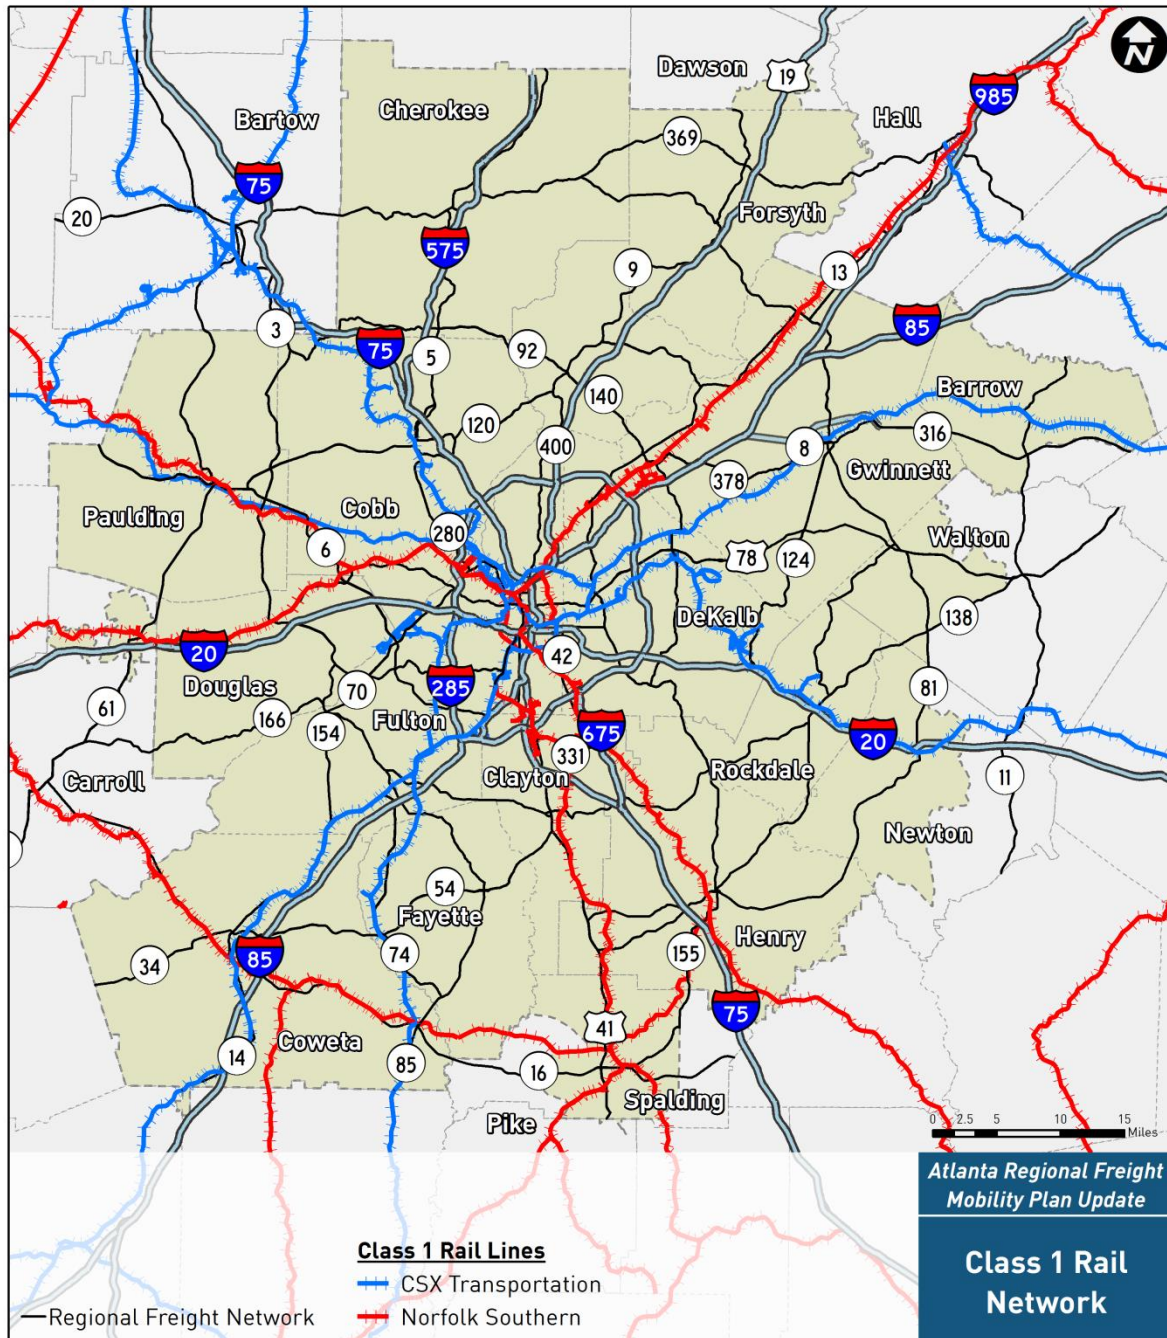 N
19
Dawson
985
Hall
Cherokee
Bartow
369
75
20
Forsyth
575
9
13
85
3
75
5
92
Barrow
140
120
400
8
316
Gwinnett
378
Paulding
Cobb
280
6
78
124
Walton
DeKalb
138
20
42
Douglas
70
285
81
61
166
154
Fulton
675
20
331
Rockdale
Carroll
Clayton
11
Newton
54
Fayette
34
85
74
155
Henry
75
41
14
Coweta
85
16
Spalding
Pike
0 2.5 5 10 15
Miles
Atlanta Regional Freight
Mobility Plan Update
Class 1 Rail
Network
Class 1 Rail Lines
CSX Transportation
Regional Freight Network
Norfolk Southern